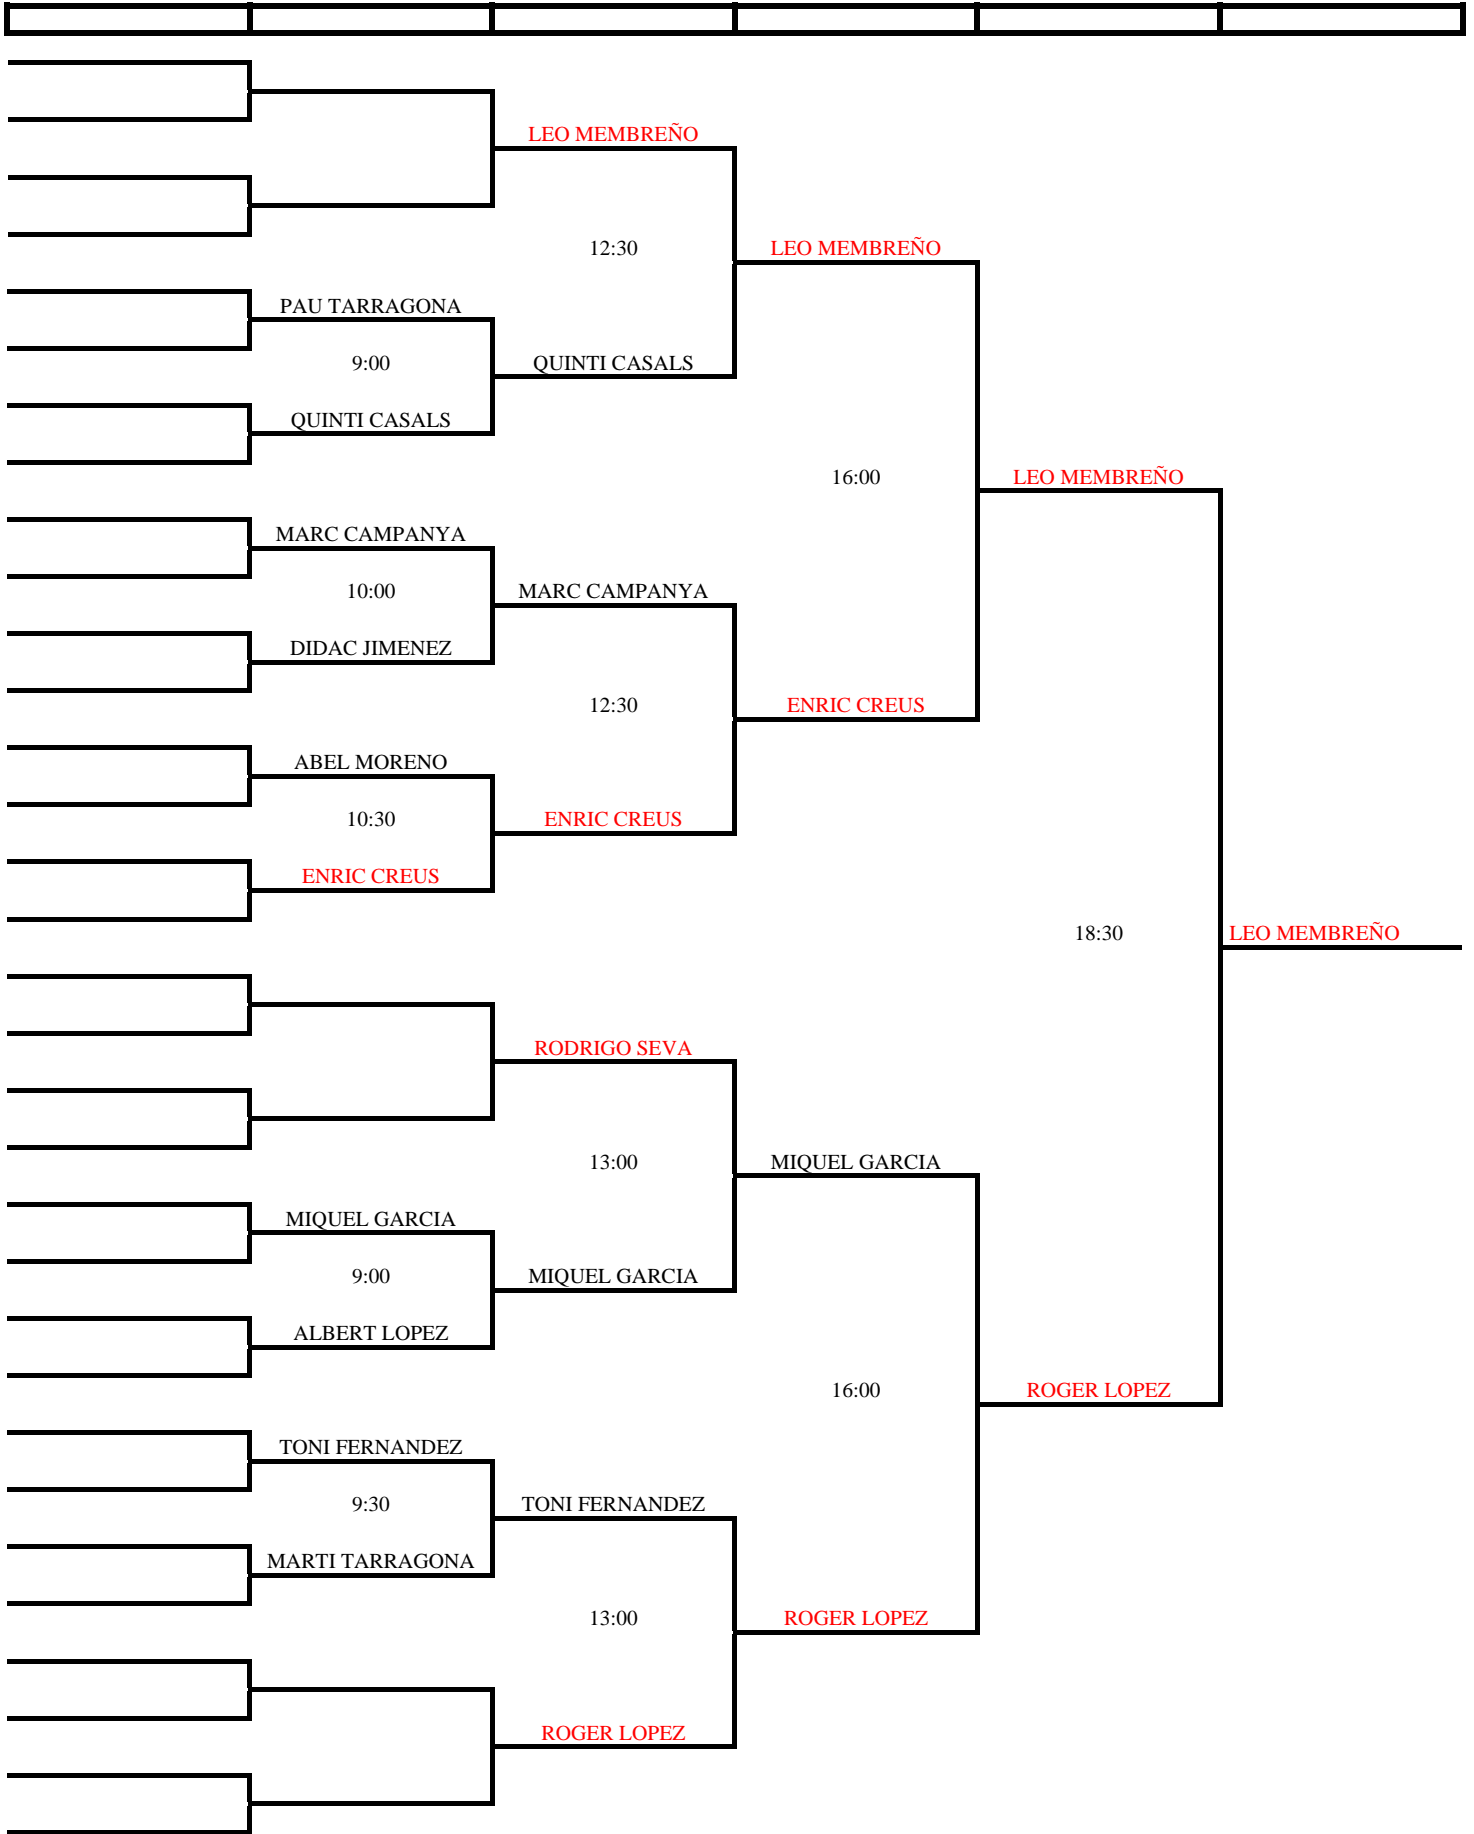 LEO MEMBREÑO
12:30
LEO MEMBREÑO
PAU TARRAGONA
9:00
QUINTI CASALS
QUINTI CASALS
16:00
LEO MEMBREÑO
MARC CAMPANYA
10:00
MARC CAMPANYA
DIDAC JIMENEZ
12:30
ENRIC CREUS
ABEL MORENO
10:30
ENRIC CREUS
ENRIC CREUS
18:30
LEO MEMBREÑO
RODRIGO SEVA
13:00
MIQUEL GARCIA
MIQUEL GARCIA
9:00
MIQUEL GARCIA
ALBERT LOPEZ
16:00
ROGER LOPEZ
TONI FERNANDEZ
9:30
TONI FERNANDEZ
MARTI TARRAGONA
13:00
ROGER LOPEZ
ROGER LOPEZ